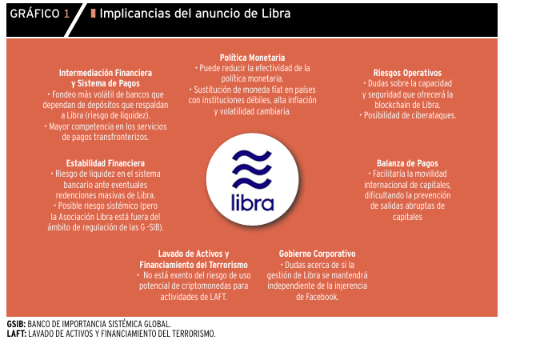 GRÁFICO 1 Implicancias del anuncio de Libra
Política Monetaria
• Puede reducir la efectividad de la
política monetaria.
• Sustitución de moneda fíat en países
con instituciones débiles, alta inflación
y volatilidad cambiaria.
Intermediación Financiera
y Sistema de Pagos
• Fondeo más volátil de bancos que
dependan de depósitos que respaldan
a Libra (riesgo de liquidez).
• Mayor competencia en los servicios
de pagos transfronterizos.
Riesgos Operativos
• Dudas sobre la capacidad
y seguridad que ofrecerá la
blockchain de Libra.
• Posibilidad de ciberataques.
Estabilidad Financiera
• Riesgo de liquidez en el sistema
bancario ante eventuales
redenciones masivas de Libra.
• Posible riesgo sistémico (pero
la Asociación Libra está fuera del
ámbito de regulación de las G -SIB).
libra
Balanza de Pagos
• Facilitaría la movilidad
internacional de capitales,
dificultando la prevención
de salidas abruptas de
capitales
Lavado de Activos y
Financiamiento del Terrorismo
• No está exento del riesgo de uso
potencial de criptomonedas para
actividades de LAFT.
Gobierno Corporativo
• Dudas acerca de si la
gestión de Libra se mantendrá
independiente de la injerencia
de Facebook.
GSIB: BANCO DE IMPORTANCIA SISTÉMICA GLOBAL.
LAFT: LAVADO DE ACTIVOS Y FINANCIAMIENTO DEL TERRORISMO.